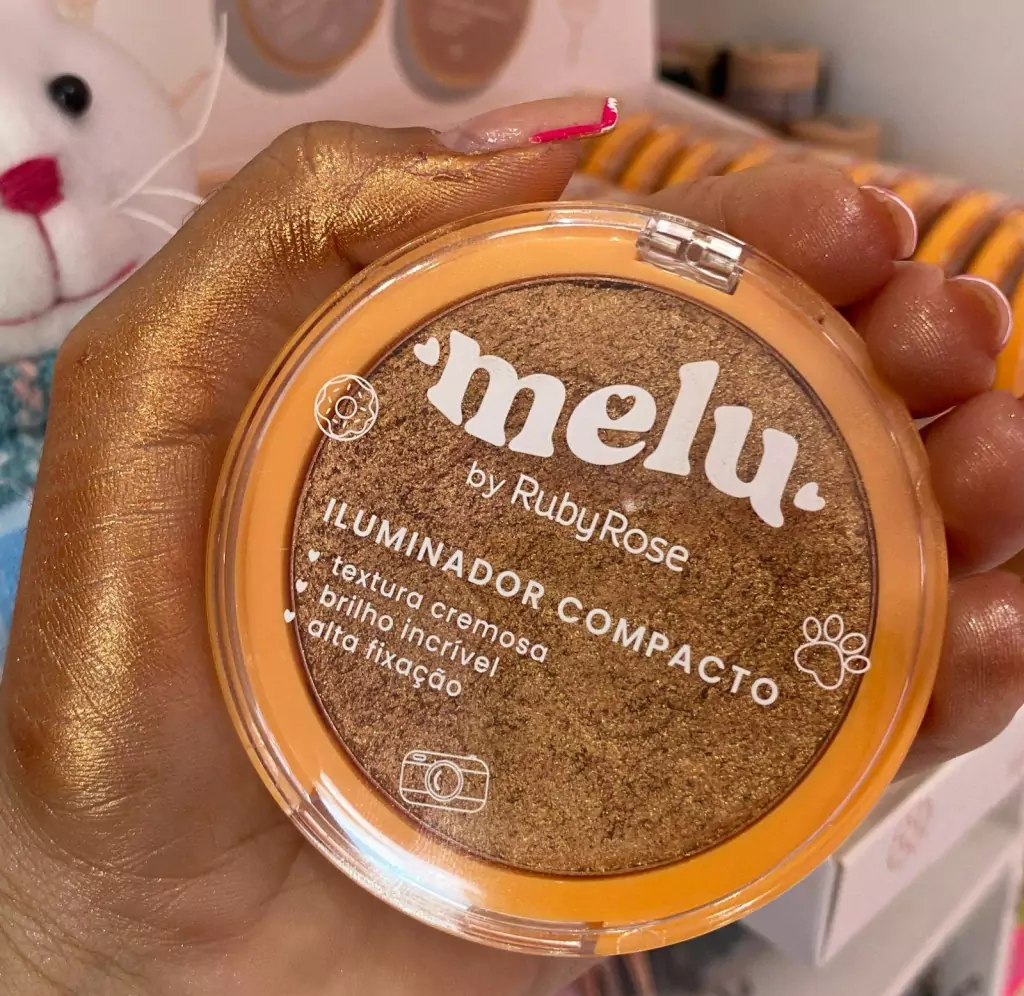 melu
by RubyRose
ILUMINADOR COMPACTO
textura cremosa
brilho incrível
alta fixação